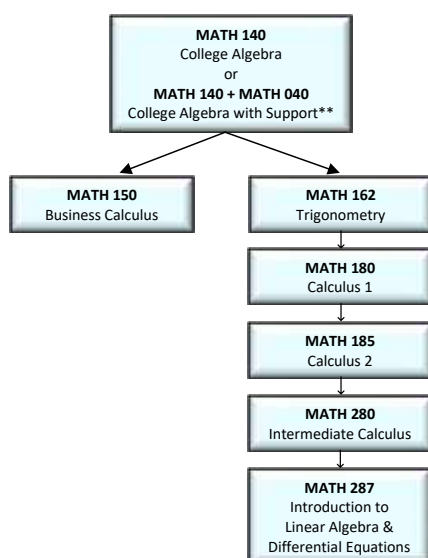 MATH 140
College Algebra
or
MATH 140 + MATH 040
College Algebra with Support**
MATH 150
Business Calculus
MATH 162
Trigonometry
MATH 180
Calculus 1
MATH 185
Calculus 2
MATH 280
Intermediate Calculus
MATH 287
Introduction to
Linear Algebra &
Differential Equations